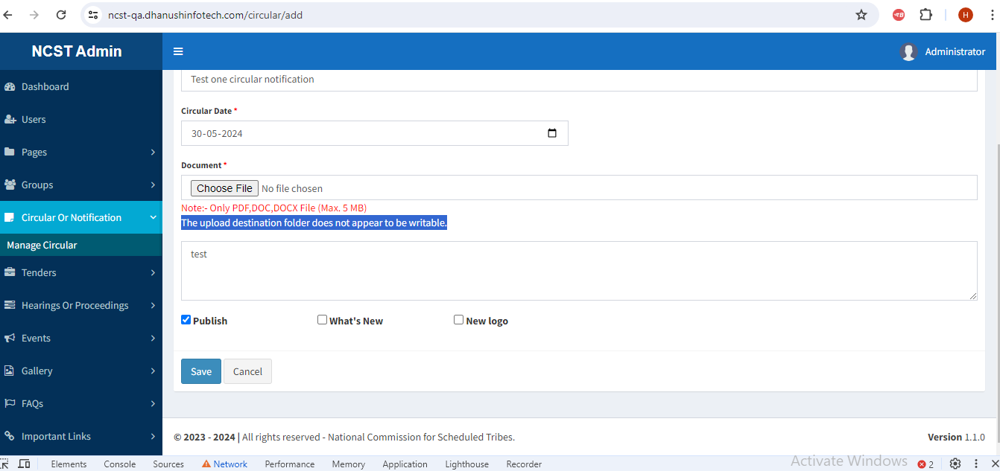 ncst-qa.dhanushinfotech.com/circular/add
H
NCST Admin
Administrator
Dashboard
Users
Pages
Groups
Circular Or Notification
Manage Circular
Tenders
Hearings Or Proceedings
Events
Gallery
FAQs
Important Links
Test one circular notification
Circular Date *
30-05-2024
Document *
Choose File No file chosen
Note:- Only PDF,DOC,DOCX File (Max. 5 MB)
The upload destination folder does not appear to be writable.
test
Publish What's New New logo
Save Cancel
© 2023 - 2024 | All rights reserved - National Commission for Scheduled Tribes. Version 1.1.0
Activate Windows
Elements Console Sources Network Performance Memory Application Lighthouse Recorder 2